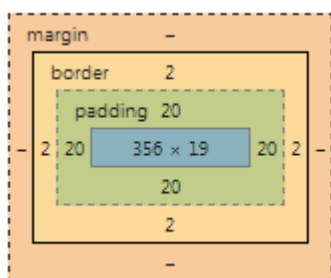 margin –
border 2
padding 20
– 2 20 356 × 19 20 2 –
20
2
–